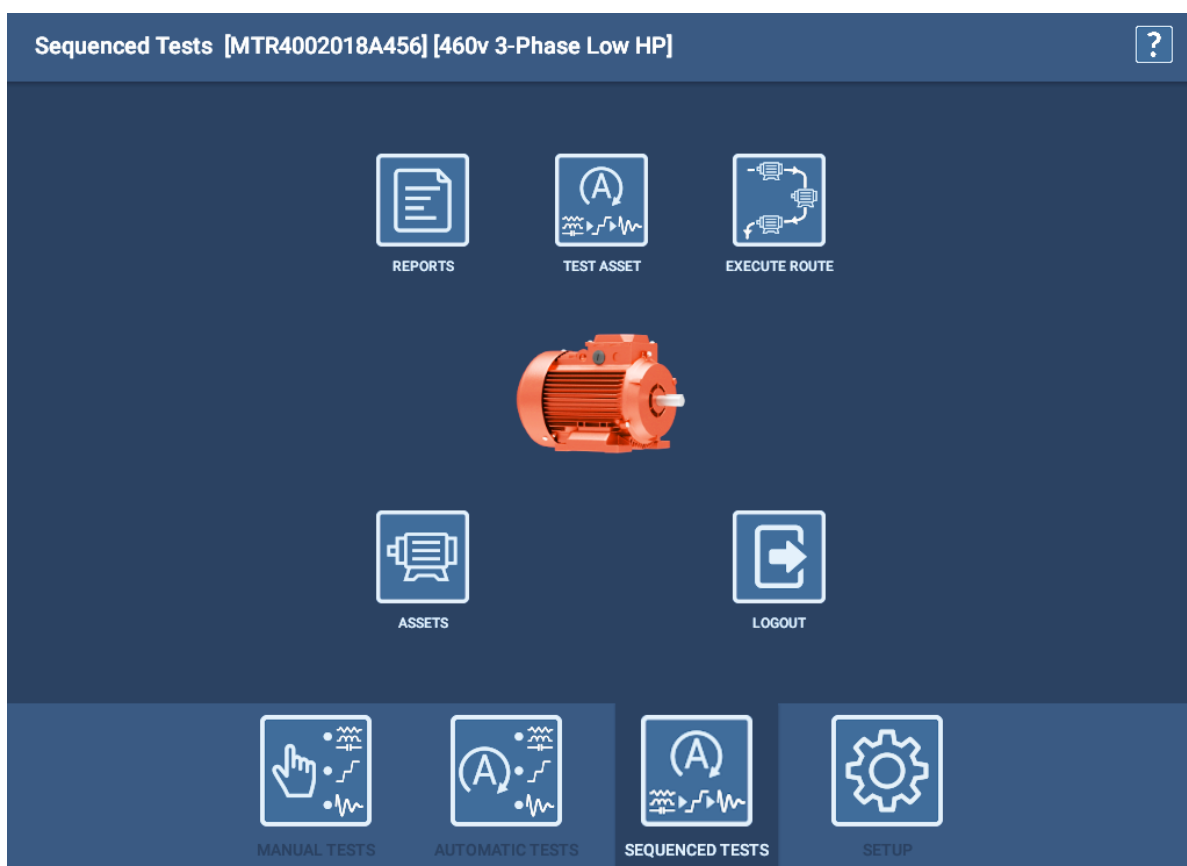 Sequenced Tests [MTR4002018A456] [460v 3-Phase Low HP]
?
REPORTS
TEST ASSET
EXECUTE ROUTE
ASSETS
LOGOUT
MANUAL TESTS
AUTOMATIC TESTS
SEQUENCED TESTS
SETUP